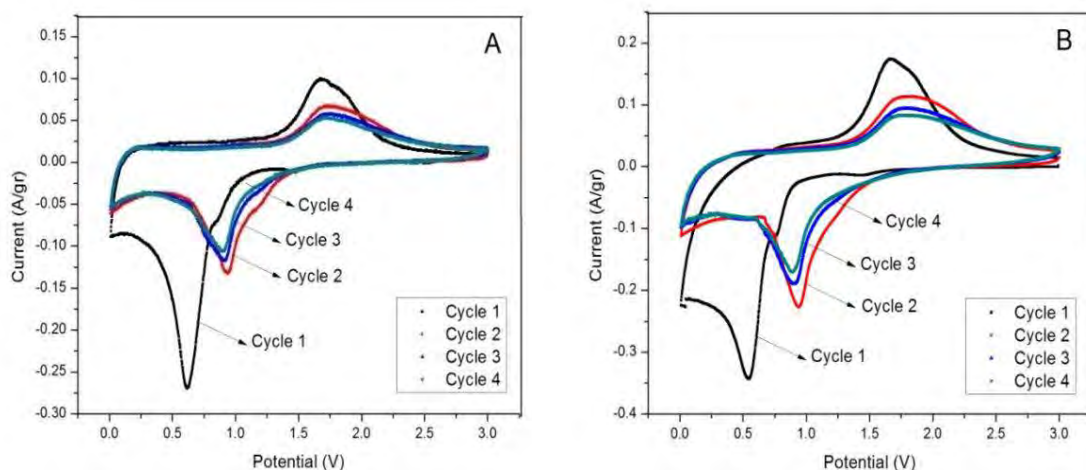 A
0.15
0.10
0.05
0.00
-0.05
-0.10
-0.15
-0.20
-0.25
-0.30
Current (A/gr)
Cycle 4
Cycle 3
Cycle 2
Cycle 1
Cycle 1
Cycle 2
Cycle 3
Cycle 4
0.0 0.5 1.0 1.5 2.0 2.5 3.0
Potential (V)
B
0.2
0.1
0.0
-0.1
-0.2
-0.3
-0.4
Current (A/gr)
Cycle 4
Cycle 3
Cycle 2
Cycle 1
Cycle 1
Cycle 2
Cycle 3
Cycle 4
0.0 0.5 1.0 1.5 2.0 2.5 3.0
Potential (V)